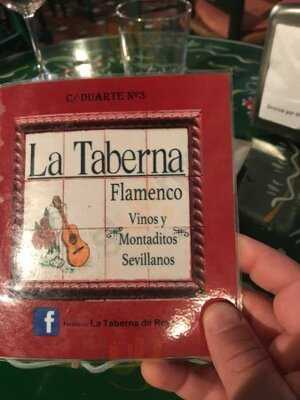 C/ DUARTE Nº3
La Taberna
Flamenco
Vinos y
Montaditos
Sevillanos
f
La Taberna de